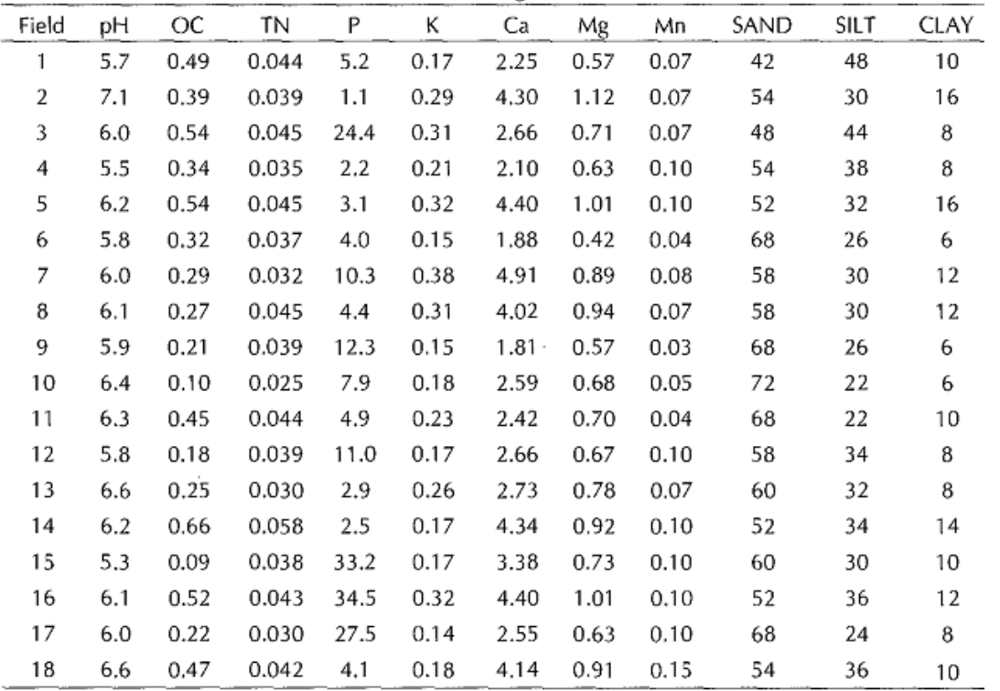 Field pH OC TN P K Ca Mg Mn SAND SILT CLAY
1 5.7 0.49 0.044 5.2 0.17 2.25 0.57 0.07 42 48 10
2 7.1 0.39 0.039 1.1 0.29 4.30 1.12 0.07 54 30 16
3 6.0 0.54 0.045 24.4 0.31 2.66 0.71 0.07 48 44 8
4 5.5 0.34 0.035 2.2 0.21 2.10 0.63 0.10 54 38 8
5 6.2 0.54 0.045 3.1 0.32 4.40 1.01 0.10 52 32 16
6 5.8 0.32 0.037 4.0 0.15 1.88 0.42 0.04 68 26 6
7 6.0 0.29 0.032 10.3 0.38 4.91 0.89 0.08 58 30 12
8 6.1 0.27 0.045 4.4 0.31 4.02 0.94 0.07 58 30 12
9 5.9 0.21 0.039 12.3 0.15 1.81 0.57 0.03 68 26 6
10 6.4 0.10 0.025 7.9 0.18 2.59 0.68 0.05 72 22 6
11 6.3 0.45 0.044 4.9 0.23 2.42 0.70 0.04 68 22 10
12 5.8 0.18 0.039 11.0 0.17 2.66 0.67 0.10 58 34 8
13 6.6 0.25 0.030 2.9 0.26 2.73 0.78 0.07 60 32 8
14 6.2 0.66 0.058 2.5 0.17 4.34 0.92 0.10 52 34 14
15 5.3 0.09 0.038 33.2 0.17 3.38 0.73 0.10 60 30 10
16 6.1 0.52 0.043 34.5 0.32 4.40 1.01 0.10 52 36 12
17 6.0 0.22 0.030 27.5 0.14 2.55 0.63 0.10 68 24 8
18 6.6 0.47 0.042 4.1 0.18 4.14 0.91 0.15 54 36 10